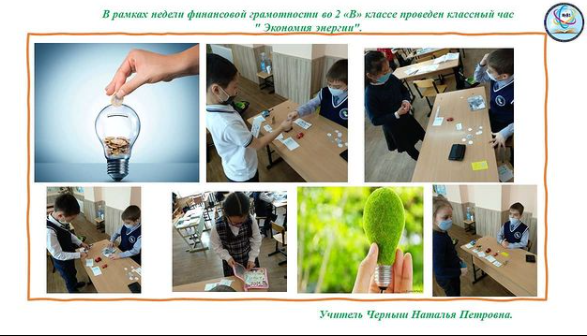 В рамках недели финансовой грамотности во 2 «В» классе проведен классный час
" Экономия энергии".
Учитель Черныш Наталья Петровна.